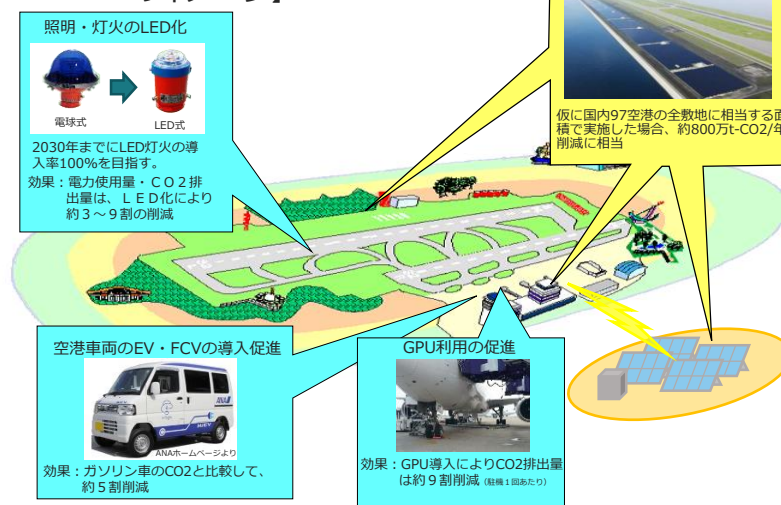 照明・灯火のLED化
電球式
LED式
2030年までにLED灯火の導
入率100%を目指す。
効果：電力使用量・ＣＯ２排
出量は、ＬＥＤ化により
約３～９割の削減
仮に国内97空港の全敷地に相当する面
積で実施した場合、約800万t-CO2/年
削減に相当
空港車両のEV・FCVの導入促進
ANA
ANAホームページより
効果：ガソリン車のCO2と比較して、
約５割削減
GPU利用の促進
効果：GPU導入によりCO2排出量
は約９割削減（駐機１回あたり）